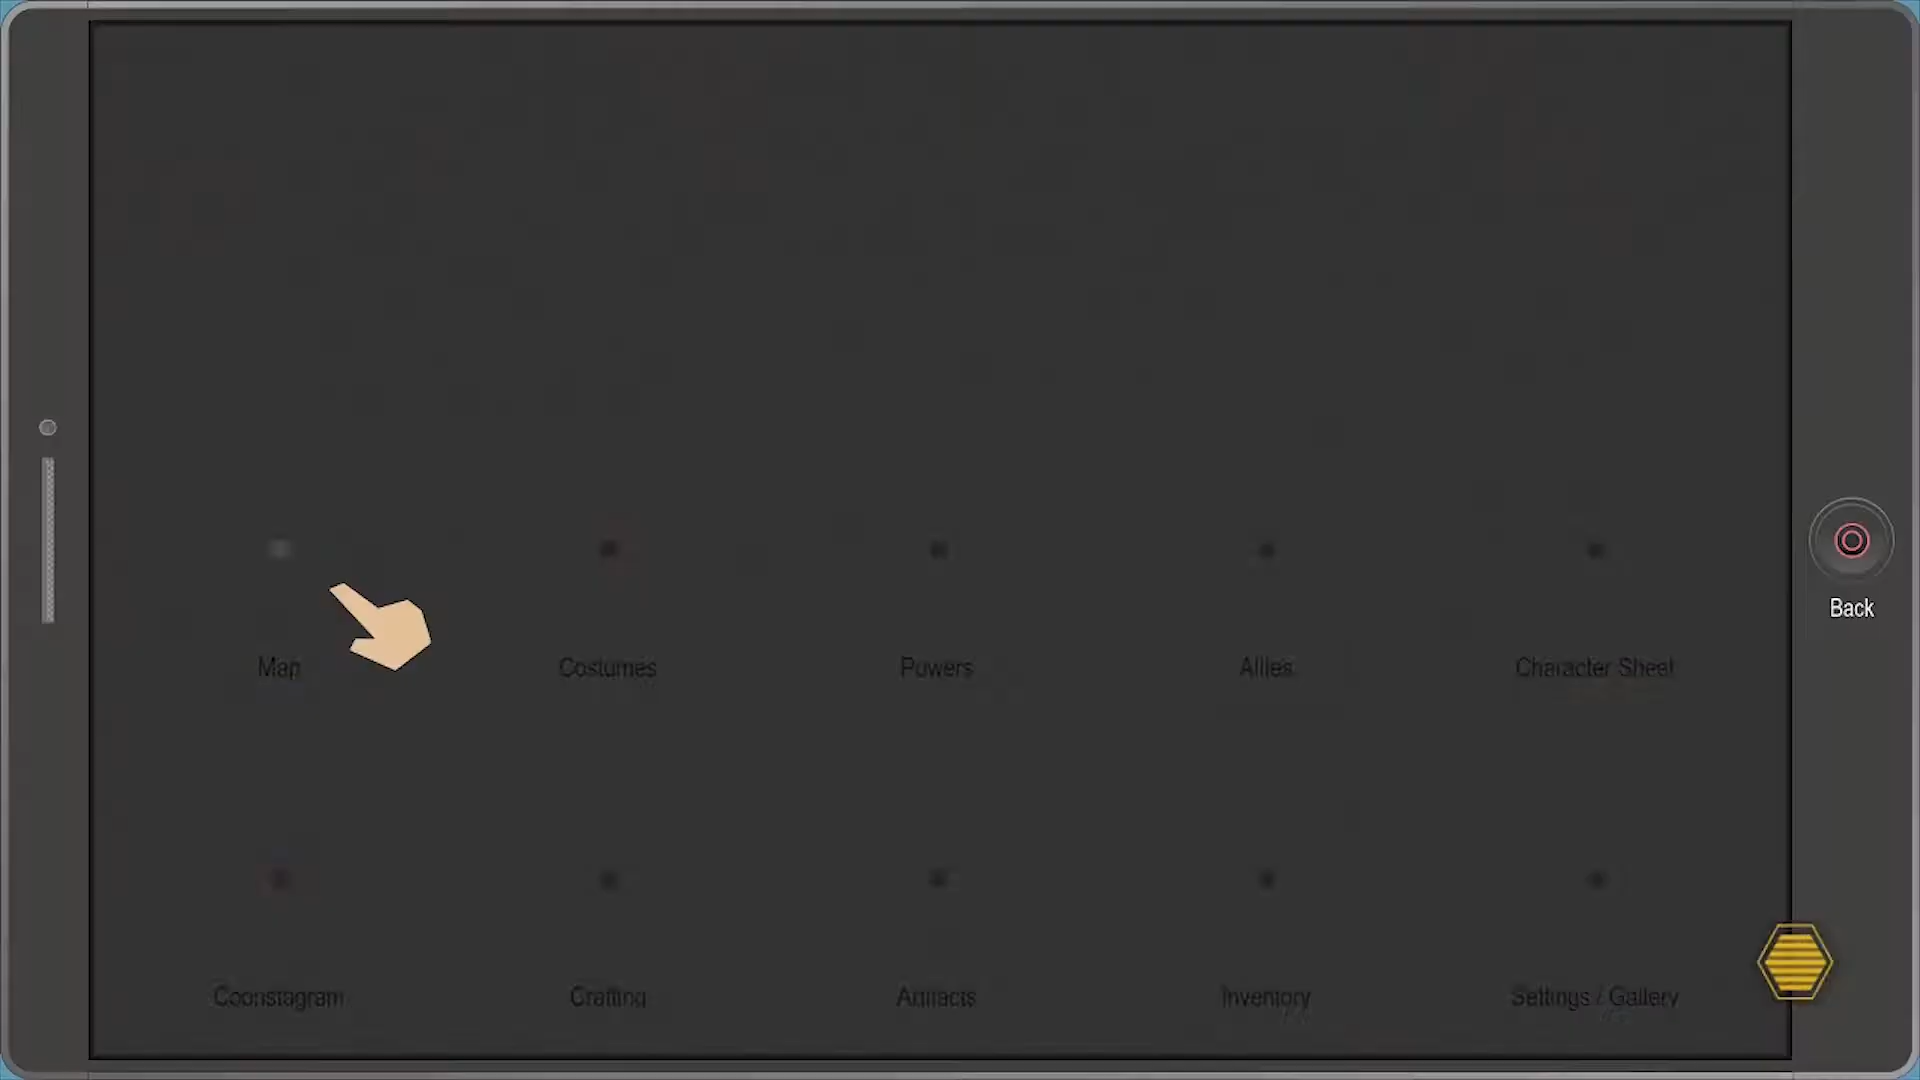 Back
Map
Costumes
Powers
Allies
Character Sheet
Coonstagram
Crafting
Artifacts
Inventory
Settings / Gallery